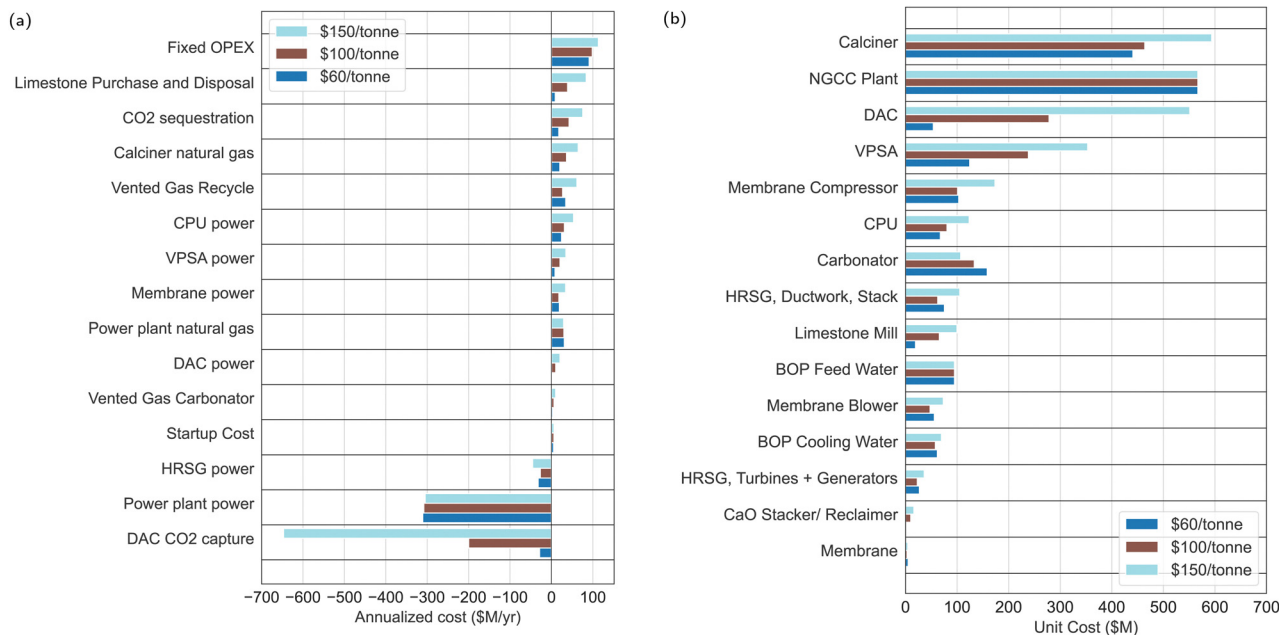 (a)
$150/tonne
$100/tonne
$60/tonne
Fixed OPEX
Limestone Purchase and Disposal
CO2 sequestration
Calciner natural gas
Vented Gas Recycle
CPU power
VPSA power
Membrane power
Power plant natural gas
DAC power
Vented Gas Carbonator
Startup Cost
HRSG power
Power plant power
DAC CO2 capture
−700 −600 −500 −400 −300 −200 −100 0 100
Annualized cost ($M/yr)
(b)
Calciner
NGCC Plant
DAC
VPSA
Membrane Compressor
CPU
Carbonator
HRSG, Ductwork, Stack
Limestone Mill
BOP Feed Water
Membrane Blower
BOP Cooling Water
HRSG, Turbines + Generators
CaO Stacker/ Reclaimer
Membrane
$60/tonne
$100/tonne
$150/tonne
0 100 200 300 400 500 600 700
Unit Cost ($M)